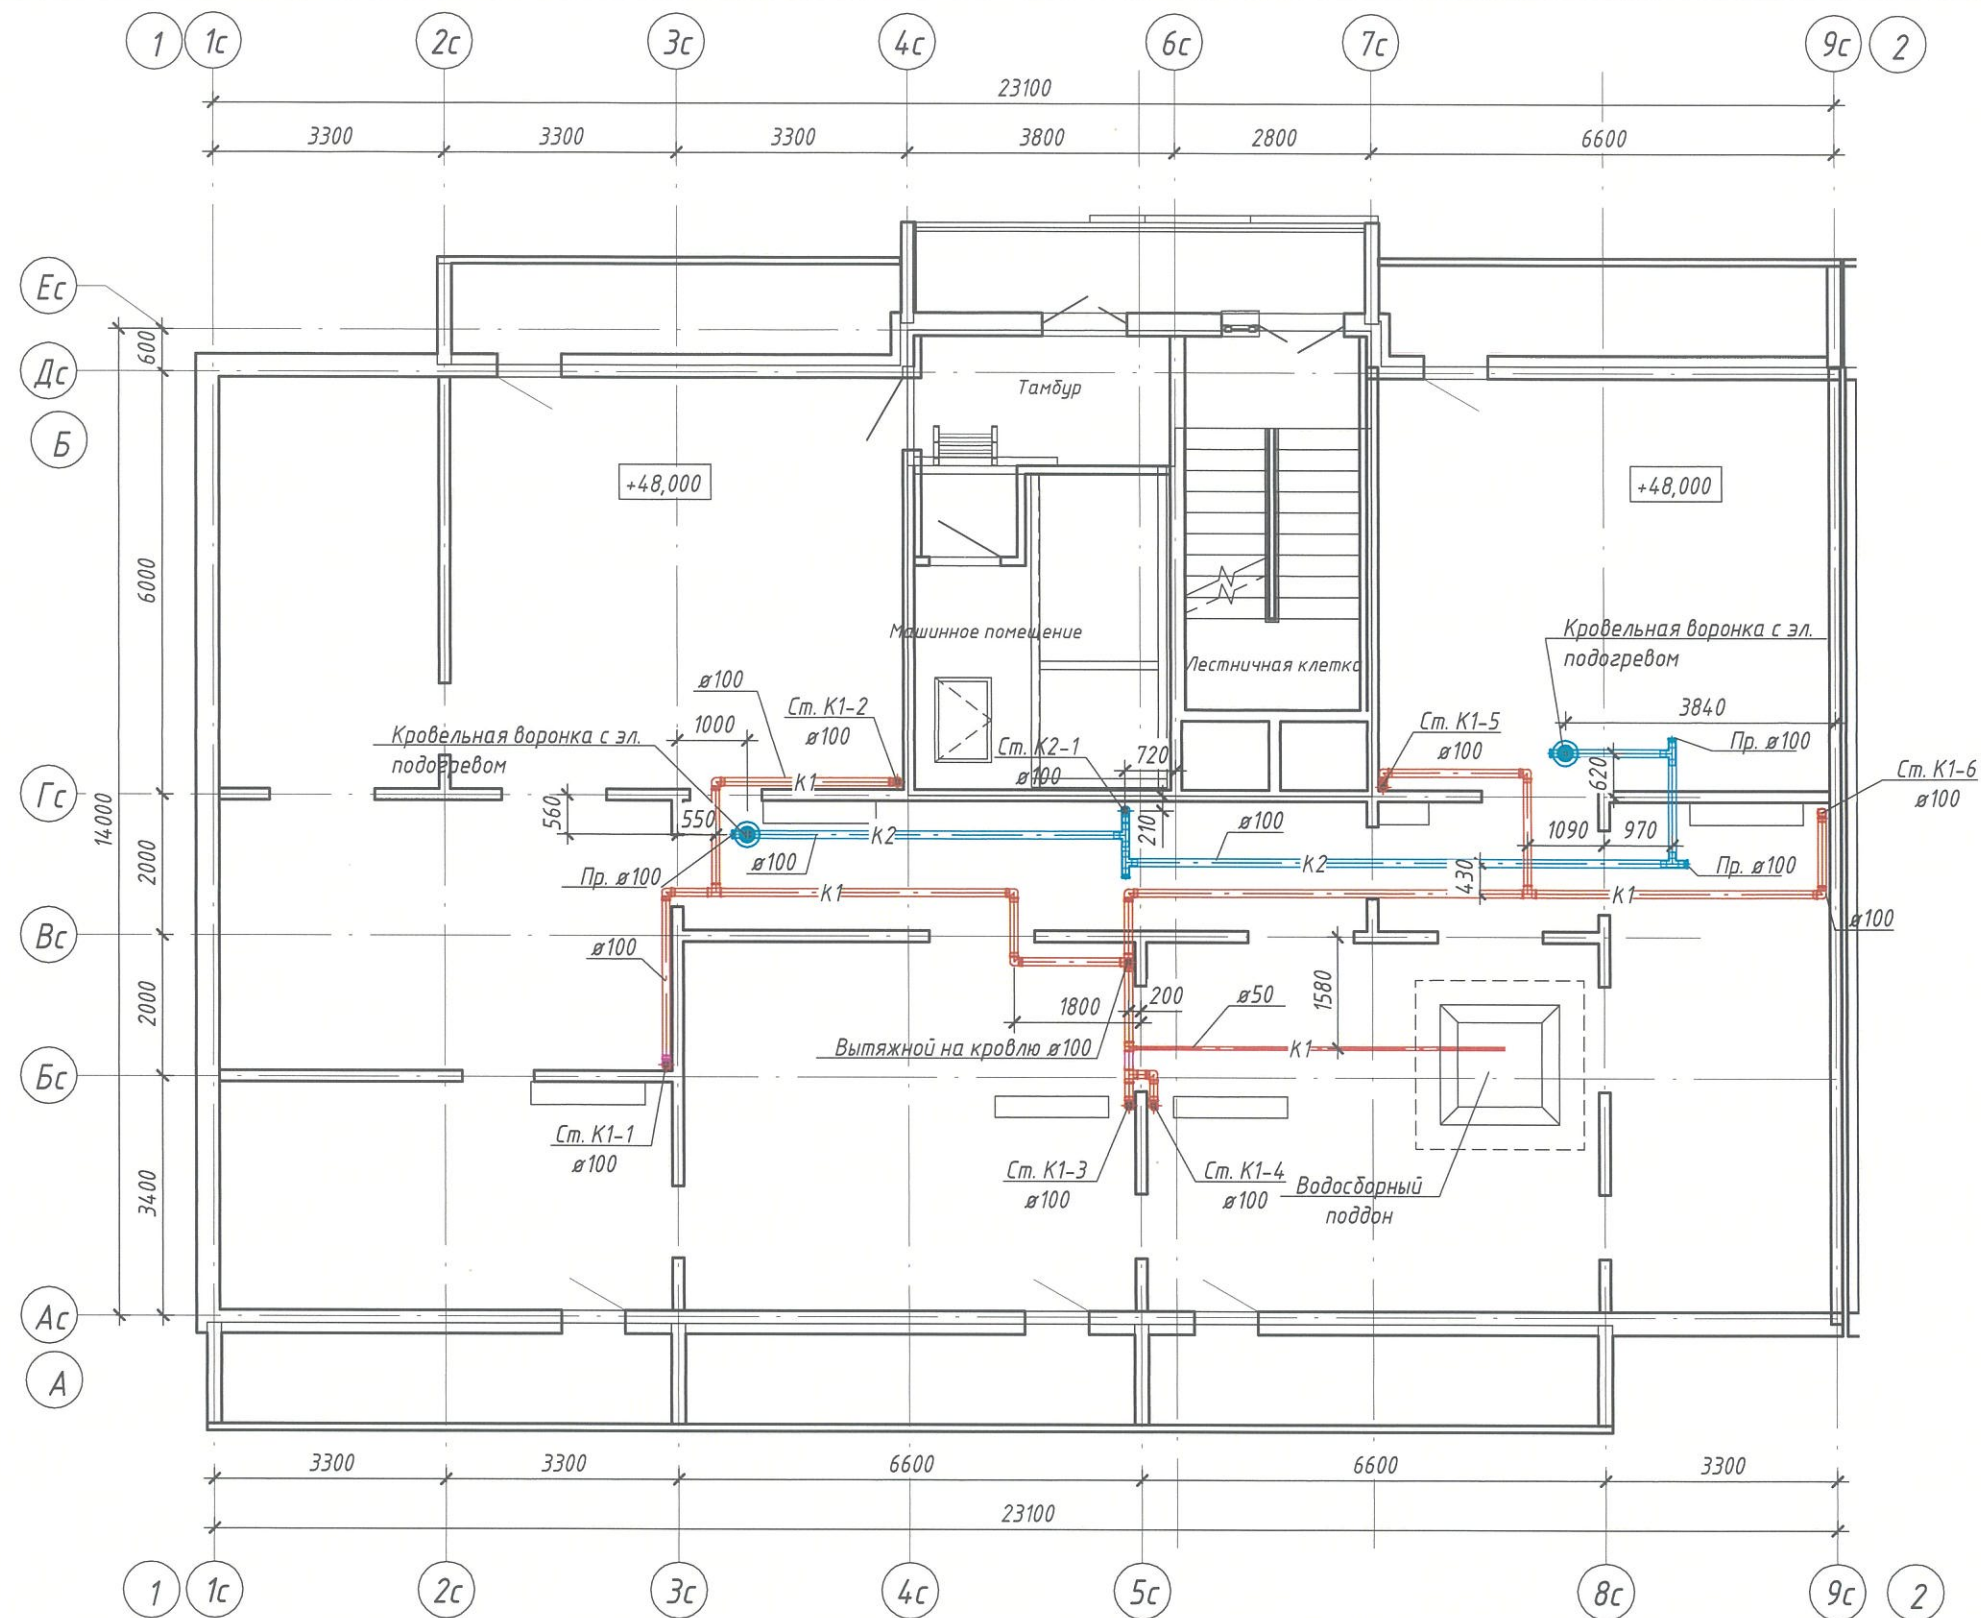 1 1с 2с 3с 4с 6с 7с 9с 2
23100
3300 3300 3300 3800 2800 6600
Ес
600
Дс
Тамбур
Б
+48,000 +48,000
6000
Машинное помещение
Кровельная воронка с эл.
подогревом
Лестничная клетка
ø100
Ст. К1-2
ø100
1000
3840
Ст. К1-5
ø100
Кровельная воронка с эл.
подогревом
Ст. К2-1
ø100
720
Пр. ø100
620
Ст. К1-6
ø100
К1
Гс
560
550
14000
210
ø100
1090 970
К2
ø100
2000
Пр. ø100
К2
430
Пр. ø100
К1
К1
ø100
Вс
ø100
2000
1800
200
ø50
1580
Вытяжной на кровлю ø100
К1
Бс
Ст. К1-1
ø100
Ст. К1-3
ø100
Ст. К1-4
ø100
Водосборный
поддон
3400
Ас
А
3300 3300 6600 6600 3300
23100
1 1с 2с 3с 4с 5с 8с 9с 2